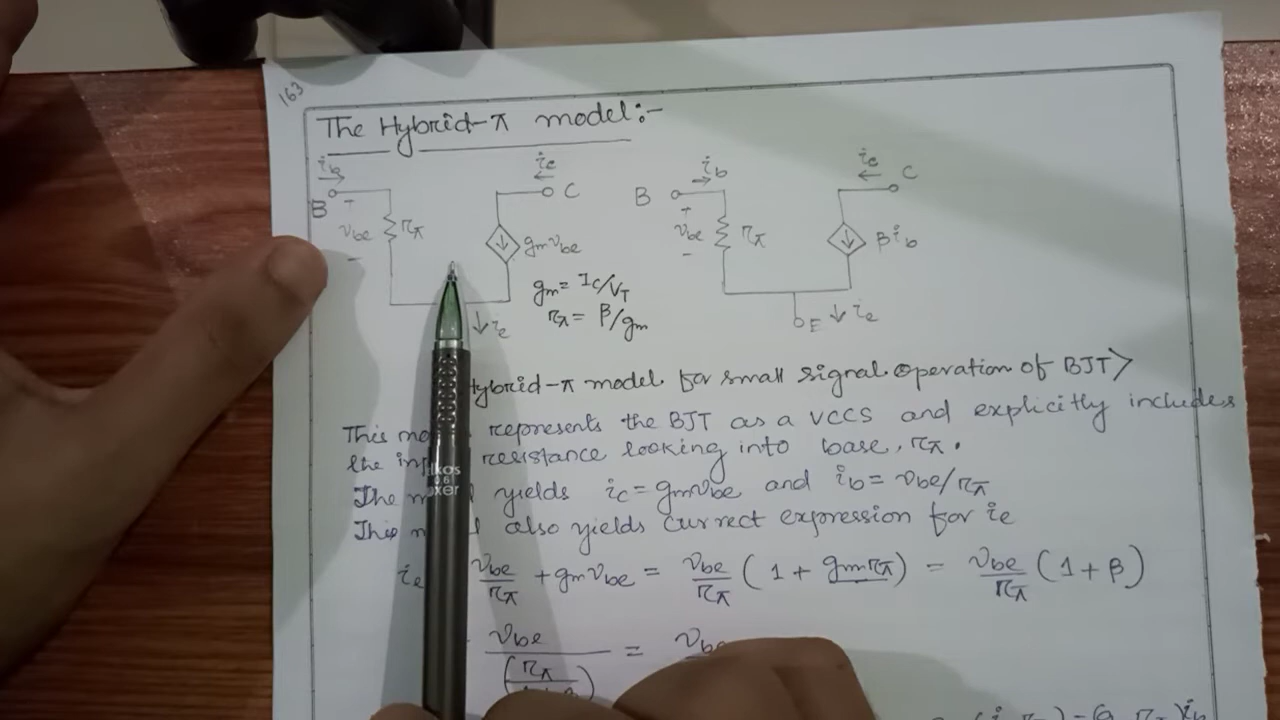 163
The Hybrid-π model:-
ib ic ib ic
B C B C
+ +
vbe rπ gmvbe vbe rπ βib
- -
gm = Ic/VT
rπ = β/gm
ie E ie
Hybrid-π model for small signal operation of BJT>
This represents the BJT as a VCCS and explicitly includes
the resistance looking into base, rπ.
The yields ic = gmvbe and ib = vbe/rπ
This also yields currect expression for ie
ie vbe/rπ + gmvbe = vbe/rπ (1 + gmrπ) = vbe/rπ (1 + β)
vbe/(rπ =